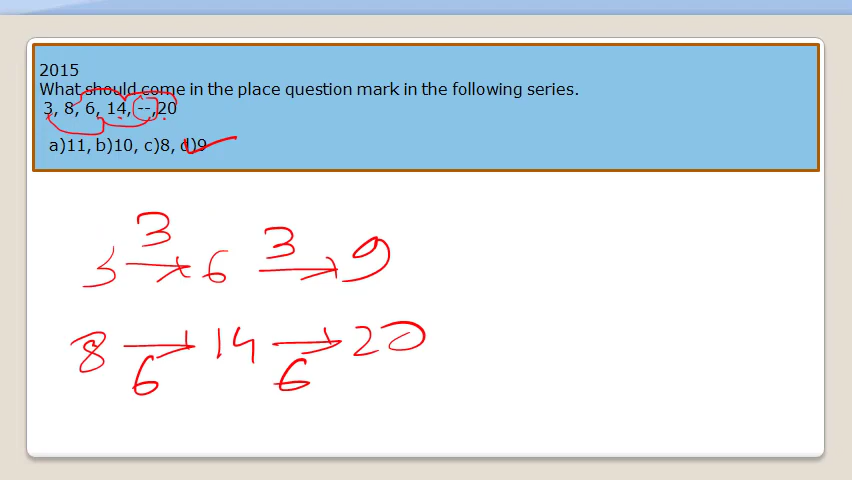 2015
What should come in the place question mark in the following series.
3, 8, 6, 14, --, 20
a)11, b)10, c)8, d)9
3 3
3 6 9
8 14 20
6 6